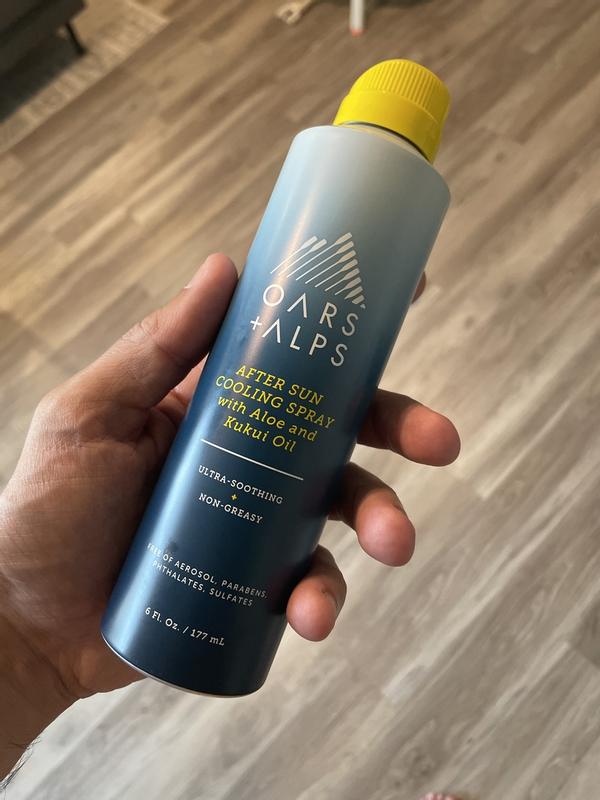 OARS
+ALPS
AFTER SUN
COOLING SPRAY
with Aloe and
Kukui Oil
ULTRA-SOOTHING
+
NON-GREASY
FREE OF AEROSOL, PARABENS,
PHTHALATES, SULFATES
6 Fl. Oz. / 177 mL